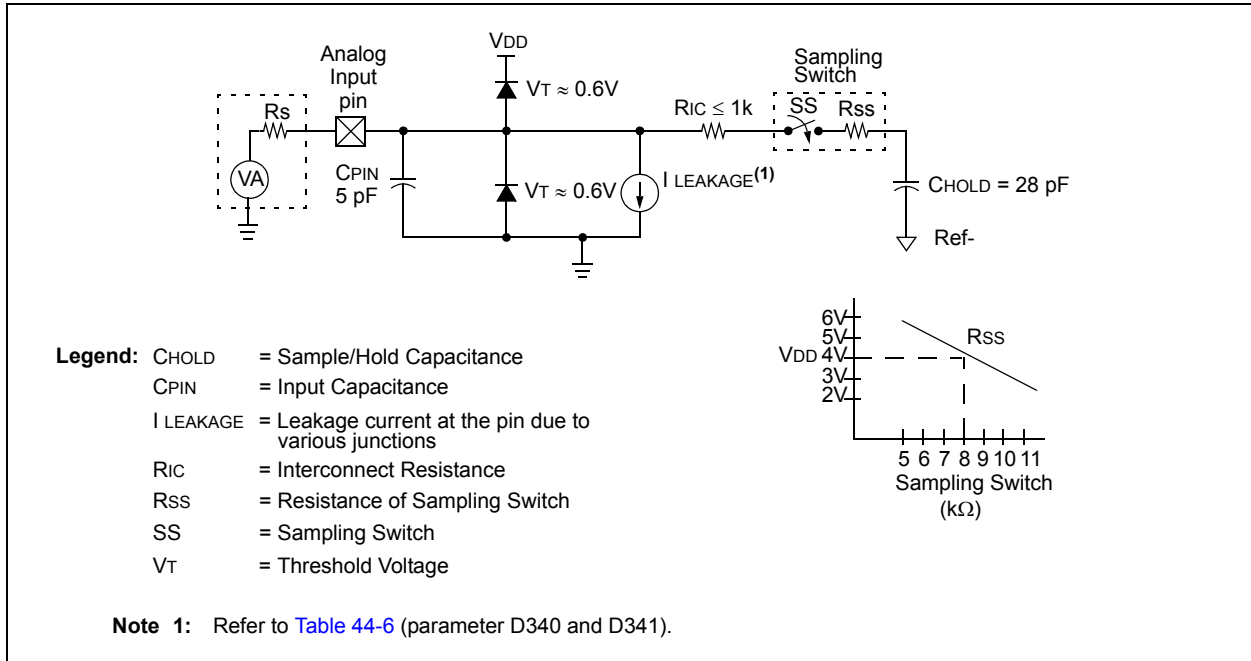 Analog
Input
pin
VDD
VT ≈ 0.6V
Sampling
Switch
Rs
RIC ≤ 1k
SS
Rss
VA
CPIN
5 pF
VT ≈ 0.6V
I LEAKAGE(1)
CHOLD = 28 pF
Ref-
6V
5V
VDD 4V
3V
2V
RSS
5 6 7 8 9 10 11
Sampling Switch
(kΩ)
Legend: CHOLD = Sample/Hold Capacitance
CPIN = Input Capacitance
I LEAKAGE = Leakage current at the pin due to
various junctions
RIC = Interconnect Resistance
RSS = Resistance of Sampling Switch
SS = Sampling Switch
VT = Threshold Voltage
Note 1: Refer to Table 44-6 (parameter D340 and D341).